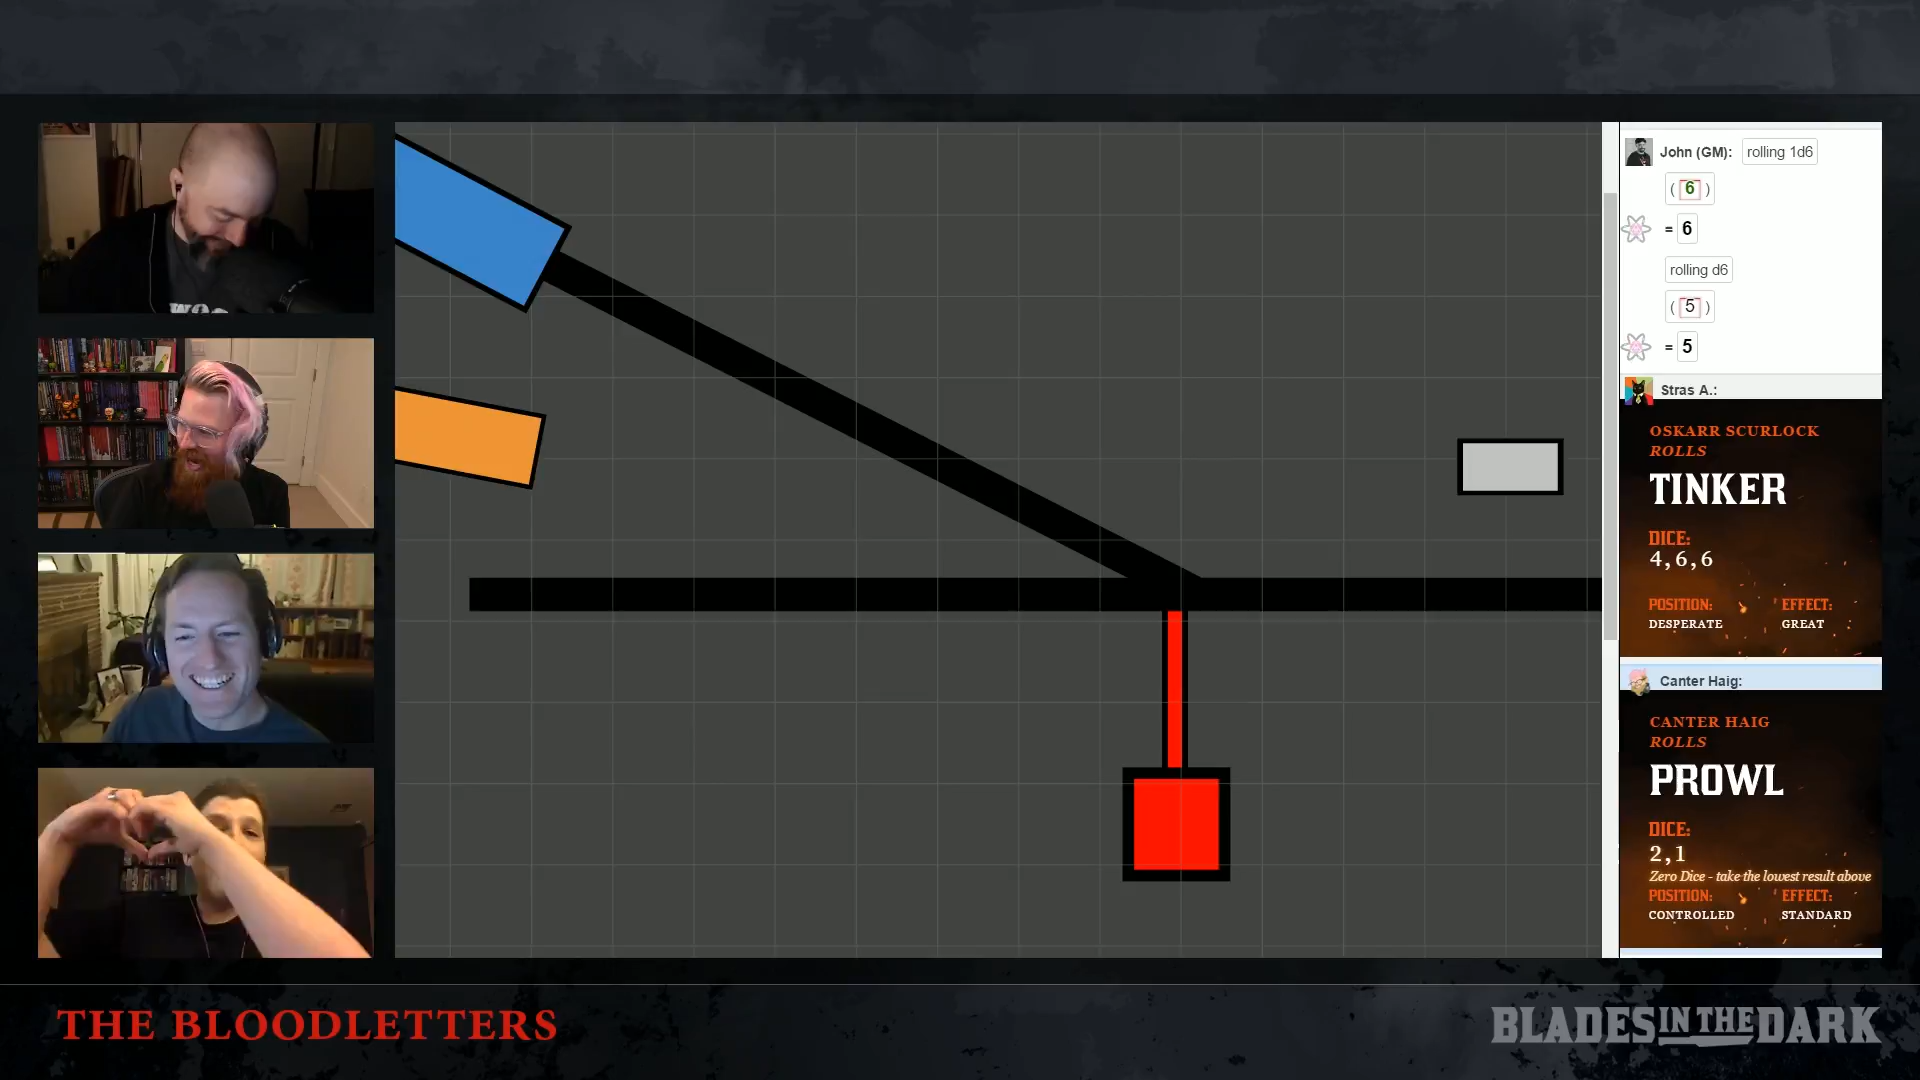 John (GM): rolling 1d6
( 6 )
= 6
rolling d6
( 5 )
= 5
Stras A.:
OSKARR SCURLOCK
ROLLS
TINKER
DICE:
4,6,6
POSITION: EFFECT:
DESPERATE GREAT
Canter Haig:
CANTER HAIG
ROLLS
PROWL
DICE:
2,1
Zero Dice - take the lowest result above
POSITION: EFFECT:
CONTROLLED STANDARD
THE BLOODLETTERS
BLADES IN THE DARK